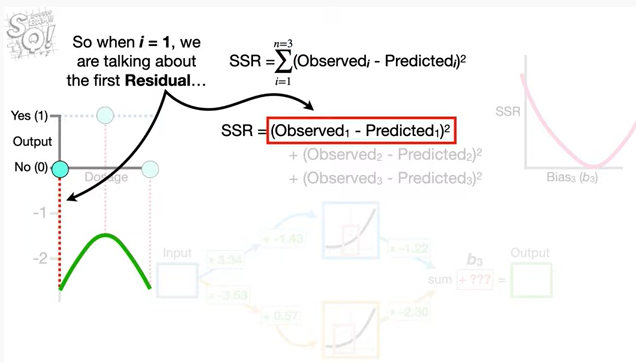 SQ!
So when i = 1, we
are talking about
the first Residual...
n=3
SSR = ∑(Observedᵢ - Predictedᵢ)²
i=1
SSR = (Observed₁ - Predicted₁)²
+ (Observed₂ - Predicted₂)²
+ (Observed₃ - Predicted₃)²
SSR
Bias₃ (b₃)
Yes (1)
Output
No (0)
Dosage
-1
-2
Input
x 3.34
+ -1.43
x -1.22
x -3.53
+ 0.57
x -2.30
b₃
sum + ??? =
Output